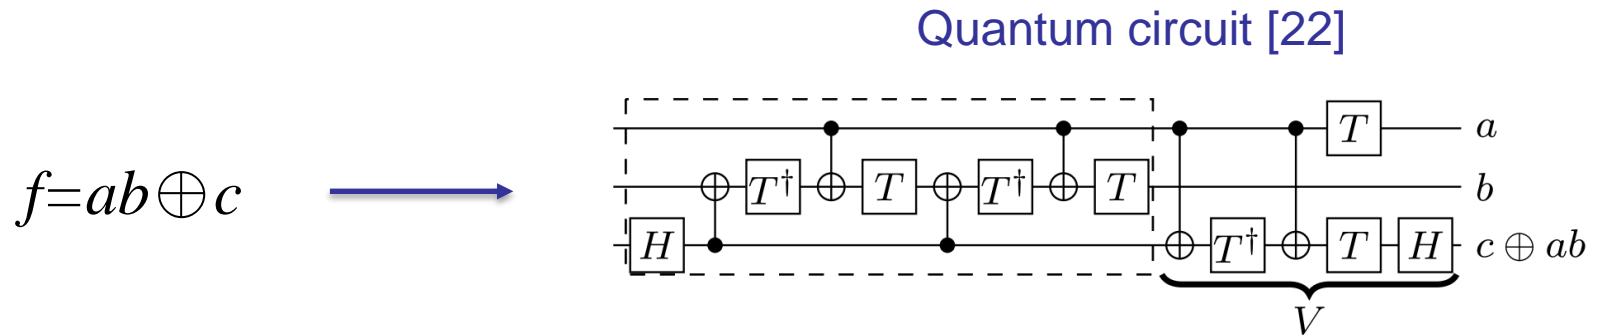 Quantum circuit [22]
f=ab⊕c
T a
T† T T† T b
H T† T H c ⊕ ab
V